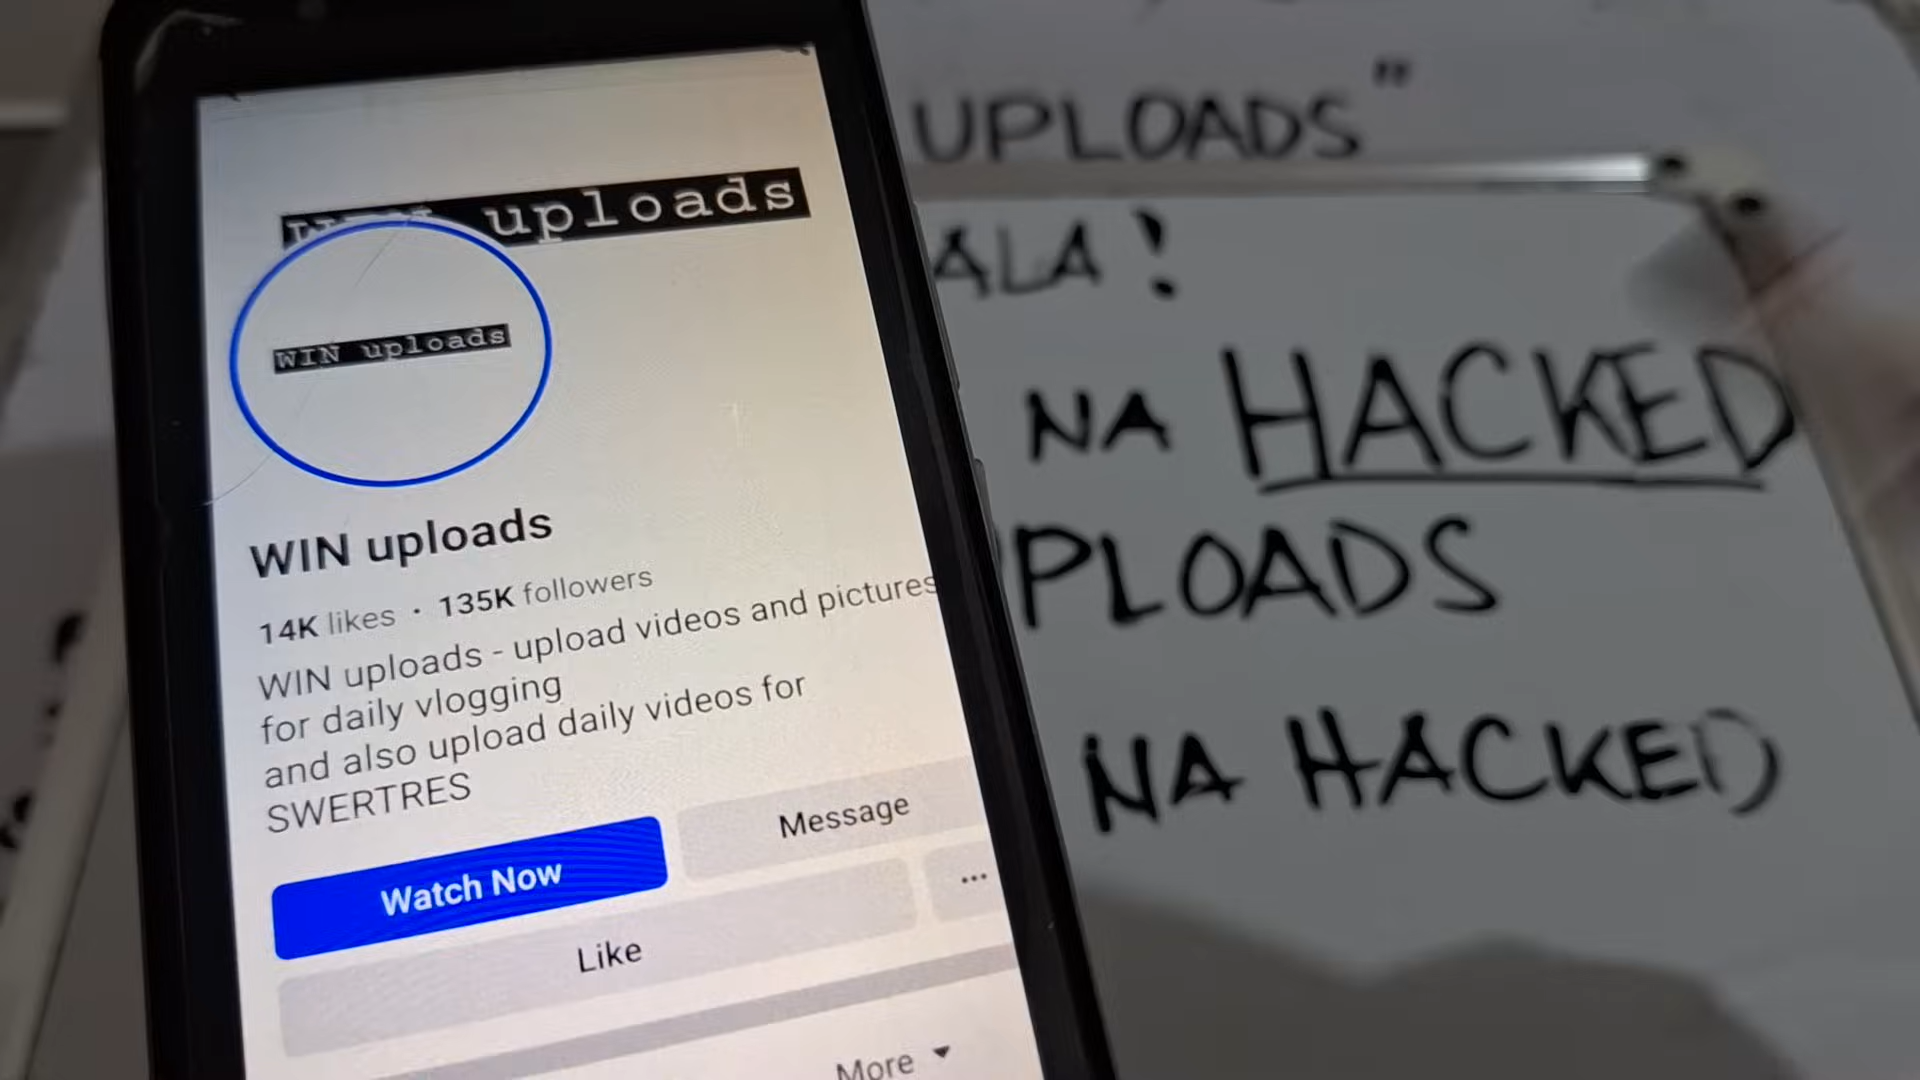 uploads
WIN uploads
WIN uploads
14K likes · 135K followers
WIN uploads - upload videos and pictures
for daily vlogging
and also upload daily videos for
SWERTRES
Watch Now
Message
Like
...
More
UPLOADS"
ALA!
NA HACKED
PLOADS
NA HACKED